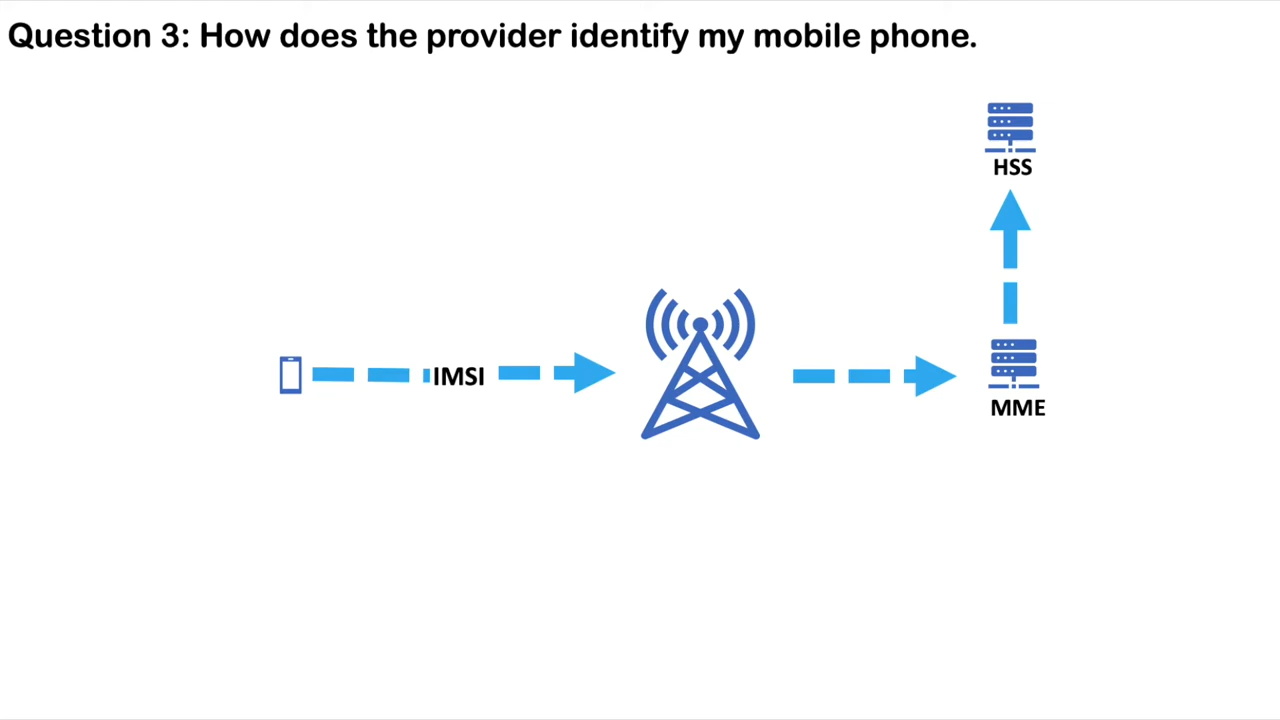 Question 3: How does the provider identify my mobile phone.
HSS
IMSI
MME